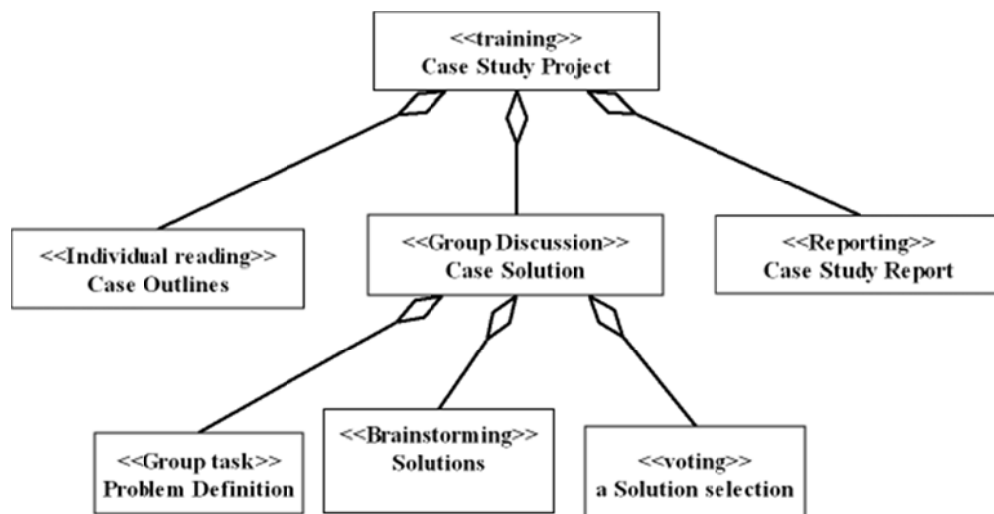 <<training>>
Case Study Project
<<Individual reading>>
Case Outlines
<<Group Discussion>>
Case Solution
<<Reporting>>
Case Study Report
<<Group task>>
Problem Definition
<<Brainstorming>>
Solutions
<<voting>>
a Solution selection